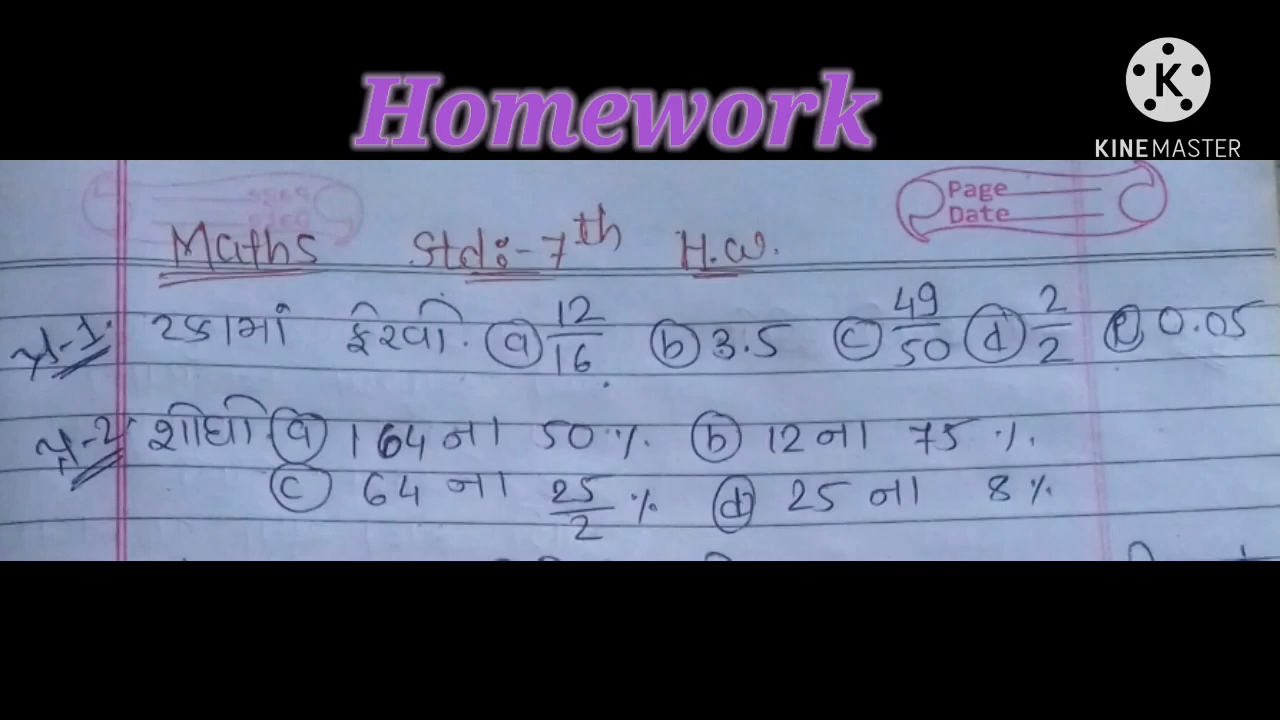 Homework
KINEMASTER
Page
Date
Maths Std:-7th H.W.
પ્ર-1. ટકામાં ફેરવો. (a) 12/16 (b) 3.5 (c) 49/50 (d) 2/2 (e) 0.05
પ્ર-2. શોધો. (a) 164 ના 50 % (b) 12 ના 75 %.
(c) 64 ના 25/2 % (d) 25 ના 8 %